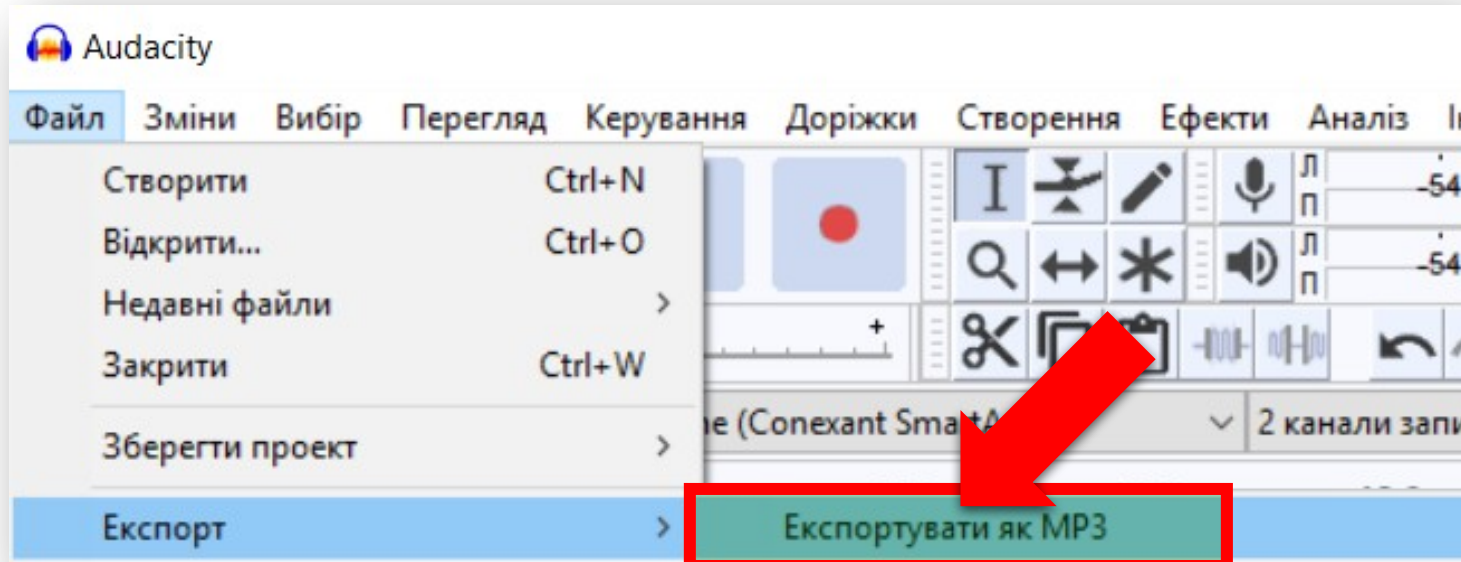 Audacity
Файл Зміни Вибір Перегляд Керування Доріжки Створення Ефекти Аналіз
Створити Ctrl+N
Відкрити... Ctrl+O
Недавні файли
Закрити Ctrl+W
Зберегти проект
Експорт
Експортувати як MP3
Л -54
П
Л -54
П
(Conexant 2 канали